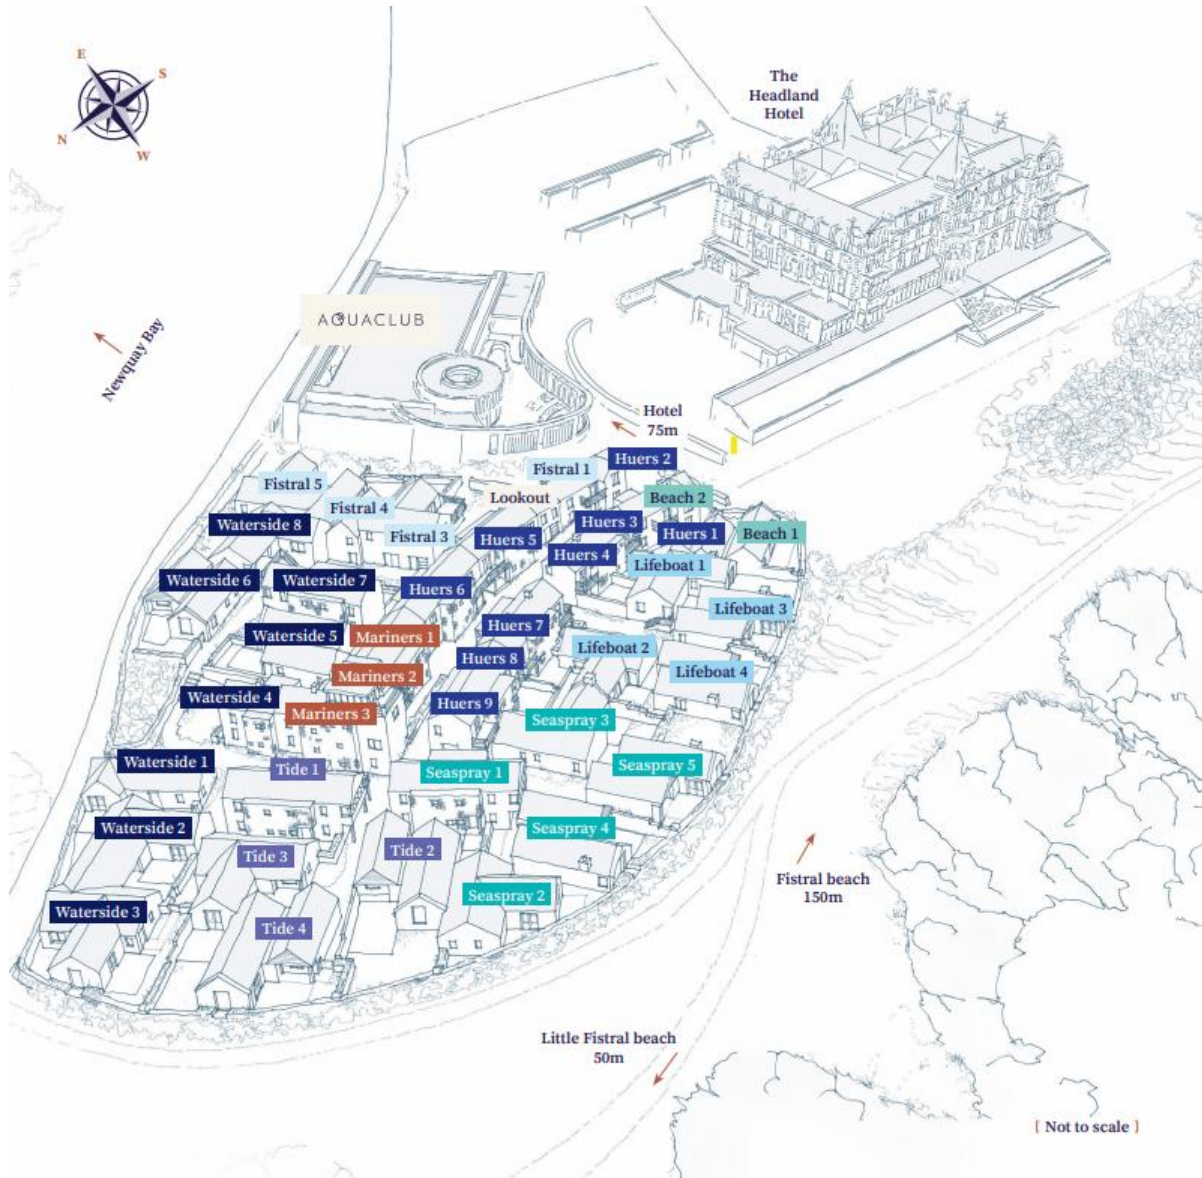 E
S
N
W
The
Headland
Hotel
AQUACLUB
Newquay Bay
Hotel
75m
Huers 2
Fistral 1
Fistral 5
Lookout
Beach 2
Fistral 4
Waterside 8
Huers 3
Fistral 3
Huers 5
Huers 1
Beach 1
Huers 4
Lifeboat 1
Waterside 6
Waterside 7
Huers 6
Lifeboat 3
Waterside 5
Mariners 1
Huers 7
Lifeboat 2
Huers 8
Mariners 2
Lifeboat 4
Waterside 4
Huers 9
Mariners 3
Seaspray 3
Waterside 1
Tide 1
Seaspray 1
Seaspray 5
Waterside 2
Seaspray 4
Tide 3
Tide 2
Fistral beach
150m
Seaspray 2
Waterside 3
Tide 4
Little Fistral beach
50m
[ Not to scale ]